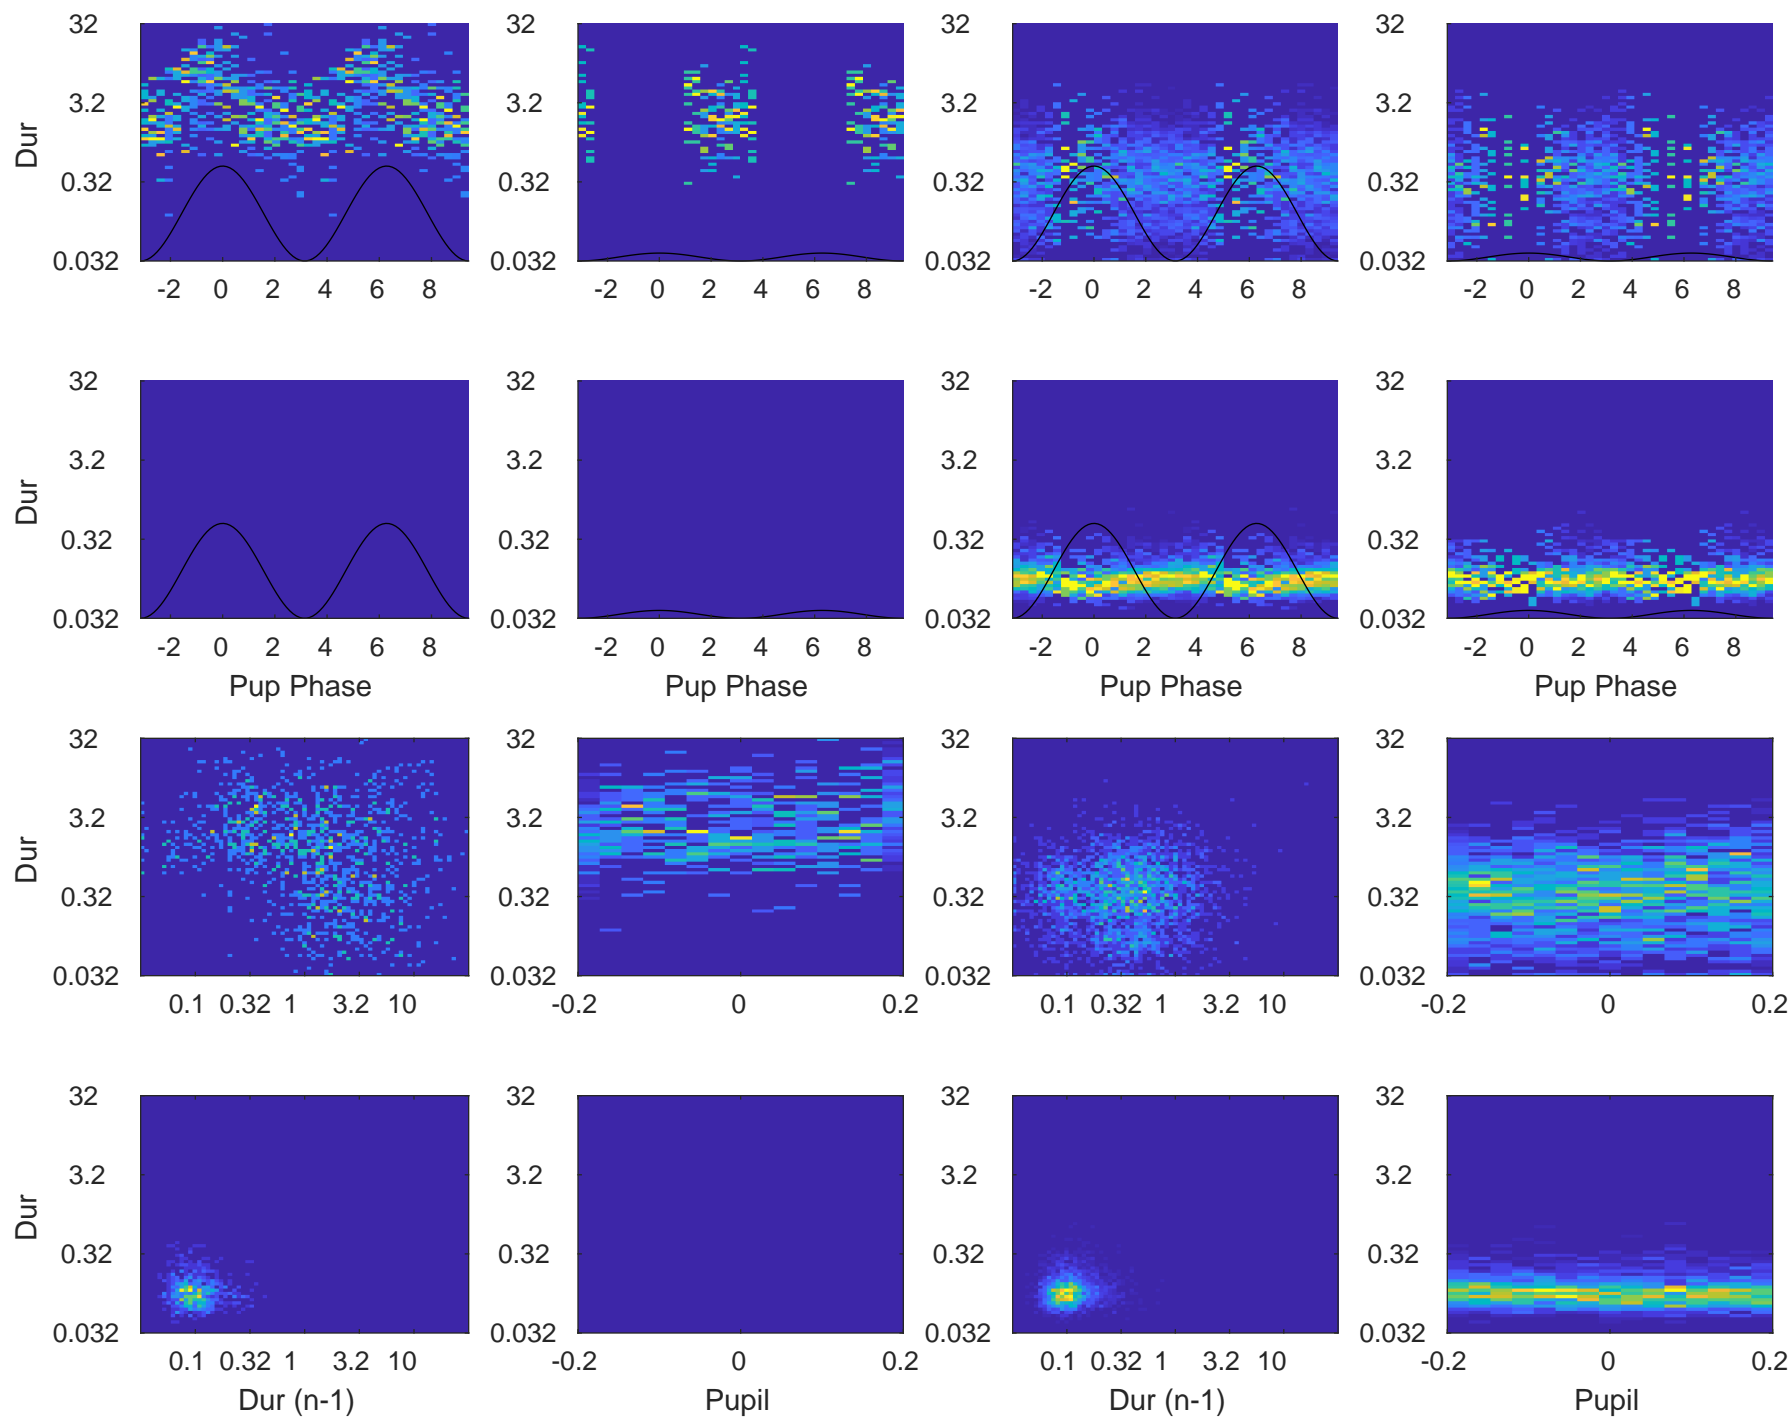 32 32 32 32
Dur 3.2 3.2 3.2 3.2
0.32 0.32 0.32 0.32
0.032 0.032 0.032 0.032
-2 0 2 4 6 8 -2 0 2 4 6 8 -2 0 2 4 6 8 -2 0 2 4 6 8
32 32 32 32
Dur 3.2 3.2 3.2 3.2
0.32 0.32 0.32 0.32
0.032 0.032 0.032 0.032
-2 0 2 4 6 8 -2 0 2 4 6 8 -2 0 2 4 6 8 -2 0 2 4 6 8
Pup Phase Pup Phase Pup Phase Pup Phase
32 32 32 32
Dur 3.2 3.2 3.2 3.2
0.32 0.32 0.32 0.32
0.032 0.032 0.032 0.032
0.1 0.32 1 3.2 10 -0.2 0 0.2 0.1 0.32 1 3.2 10 -0.2 0 0.2
32 32 32 32
Dur 3.2 3.2 3.2 3.2
0.32 0.32 0.32 0.32
0.032 0.032 0.032 0.032
0.1 0.32 1 3.2 10 -0.2 0 0.2 0.1 0.32 1 3.2 10 -0.2 0 0.2
Dur (n-1) Pupil Dur (n-1) Pupil